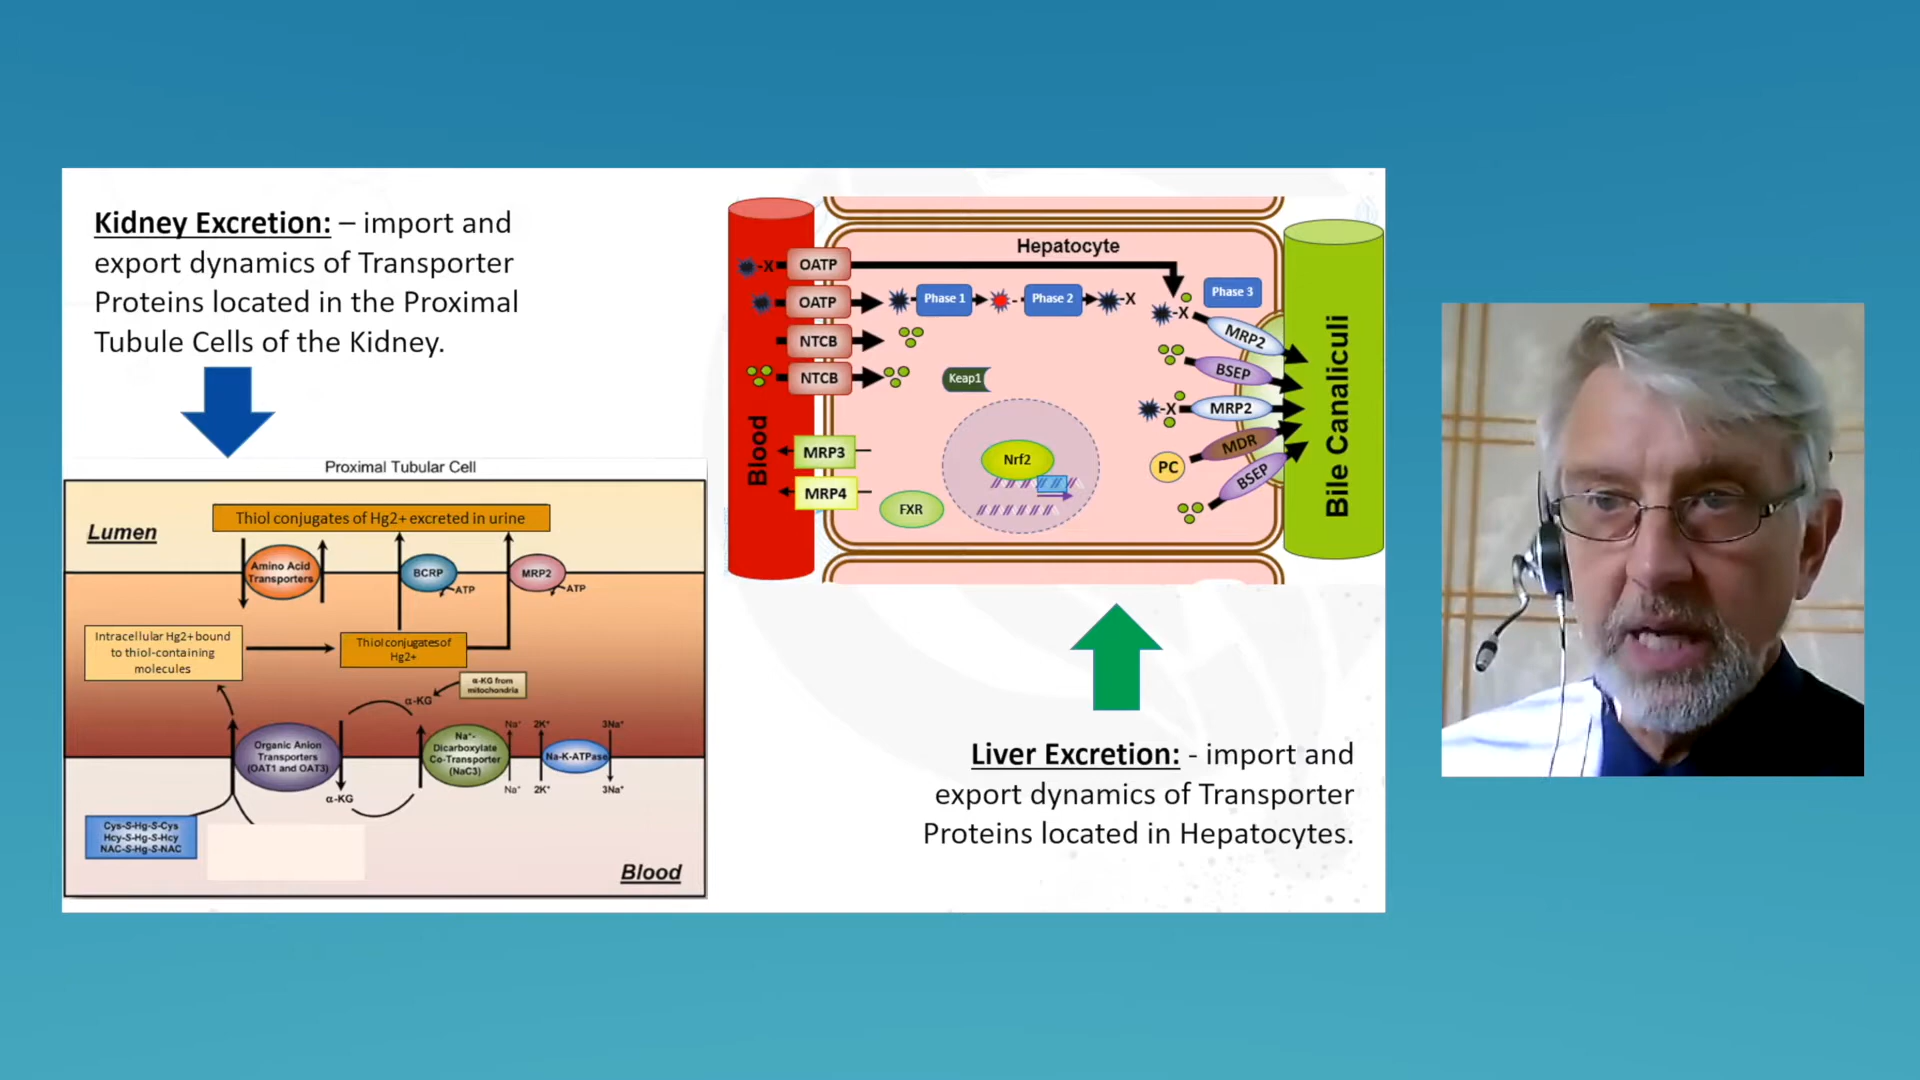 Kidney Excretion: – import and
export dynamics of Transporter
Proteins located in the Proximal
Tubule Cells of the Kidney.
Proximal Tubular Cell
Lumen
Thiol conjugates of Hg2+ excreted in urine
Amino Acid
Transporters
BCRP
ATP
MRP2
ATP
Intracellular Hg2+ bound
to thiol-containing
molecules
Thiol conjugates of
Hg2+
α-KG from
mitochondria
α-KG
Organic Anion
Transporters
(OAT1 and OAT3)
α-KG
Na⁺-
Dicarboxylate
Co-Transporter
(NaC3)
Na⁺
2K⁺
3Na⁺
Na-K-ATPase
Na⁺
2K⁺
3Na⁺
Cys-S-Hg-S-Cys
Hcy-S-Hg-S-Hcy
NAC-S-Hg-S-NAC
Blood
Hepatocyte
Blood
-X
OATP
OATP
NTCB
NTCB
MRP3
MRP4
Phase 1
Phase 2
-X
Phase 3
-X
MRP2
BSEP
-X
MRP2
MDR
PC
BSEP
Keap1
Nrf2
FXR
Bile Canaliculi
Liver Excretion: - import and
export dynamics of Transporter
Proteins located in Hepatocytes.